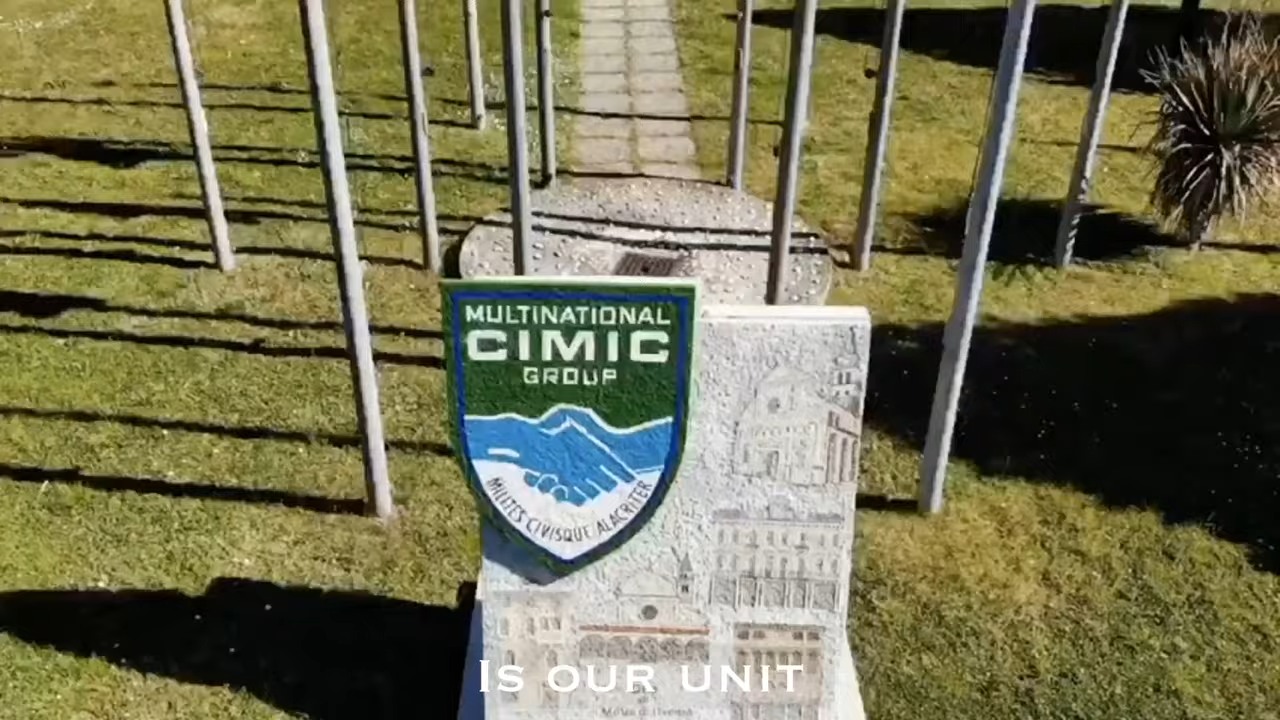 MULTINATIONAL
CIMIC
GROUP
MILITES CIVISQUE ALACRITER
Is our unit